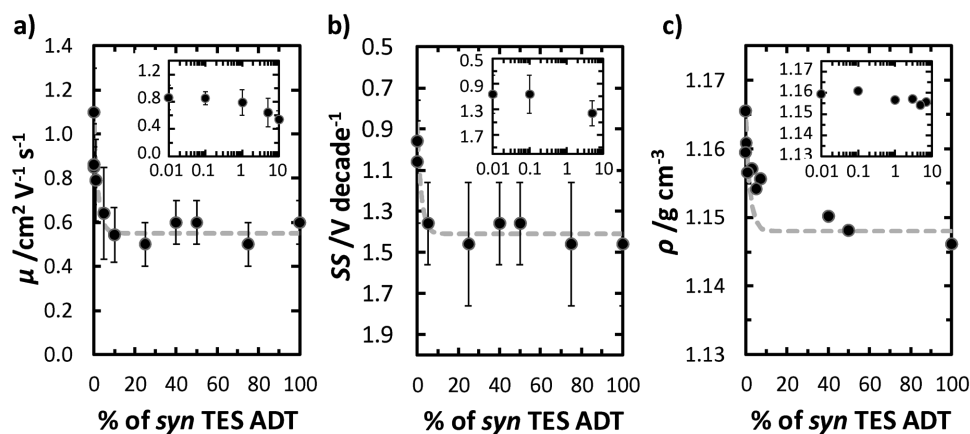 a)
1.4
1.2
1.0
0.8
0.6
0.4
0.2
0.0
μ /cm² V⁻¹ s⁻¹
0 20 40 60 80 100
% of syn TES ADT
1.2
0.8
0.4
0.0
0.01 0.1 1 10
b)
0.5
0.7
0.9
1.1
1.3
1.5
1.7
1.9
SS /V decade⁻¹
0 20 40 60 80 100
% of syn TES ADT
0.5
0.9
1.3
1.7
0.01 0.1 1 10
c)
1.17
1.16
1.15
1.14
1.13
ρ /g cm⁻³
0 20 40 60 80 100
% of syn TES ADT
1.17
1.16
1.15
1.14
1.13
0.01 0.1 1 10